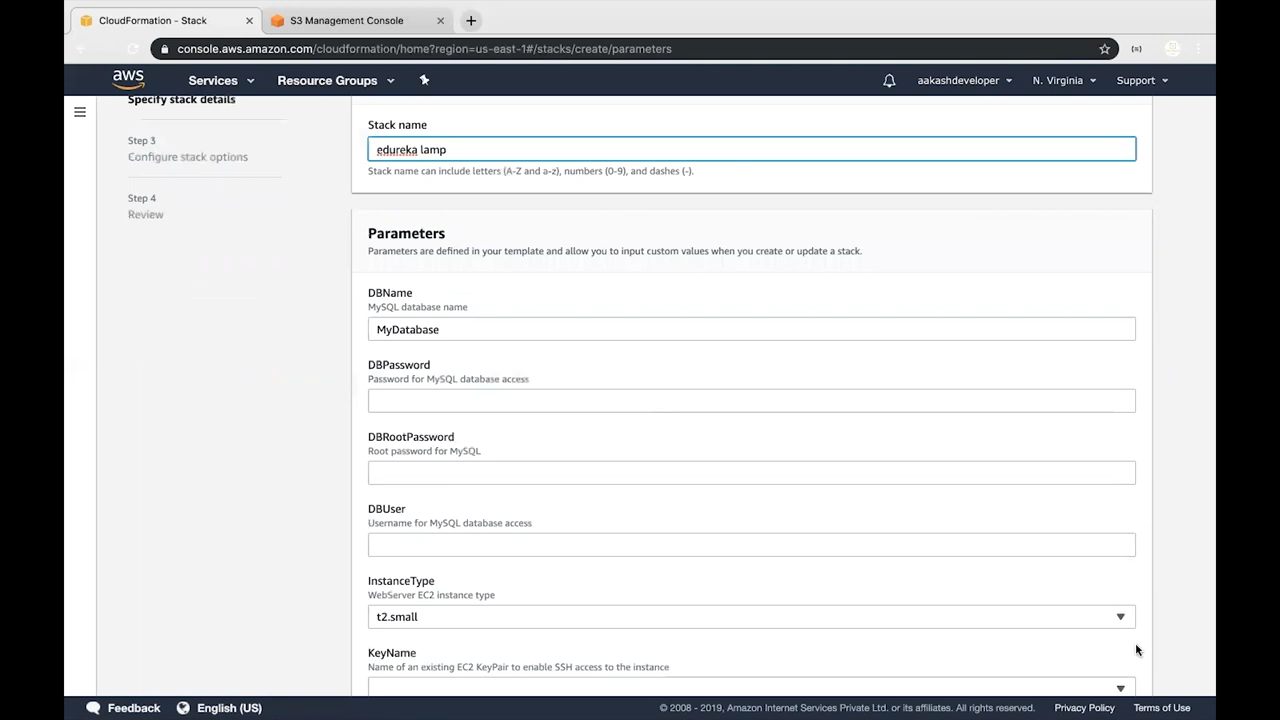 CloudFormation - Stack
S3 Management Console
console.aws.amazon.com/cloudformation/home?region=us-east-1#/stacks/create/parameters
aws
Services
Resource Groups
aakashdeveloper
N. Virginia
Support
Specify stack details
Step 3
Configure stack options
Step 4
Review
Stack name
edureka lamp
Stack name can include letters (A-Z and a-z), numbers (0-9), and dashes (-).
Parameters
Parameters are defined in your template and allow you to input custom values when you create or update a stack.
DBName
MySQL database name
MyDatabase
DBPassword
Password for MySQL database access
DBRootPassword
Root password for MySQL
DBUser
Username for MySQL database access
InstanceType
WebServer EC2 instance type
t2.small
KeyName
Name of an existing EC2 KeyPair to enable SSH access to the instance
Feedback
English (US)
© 2008 - 2019, Amazon Internet Services Private Ltd. or its affiliates. All rights reserved.
Privacy Policy
Terms of Use